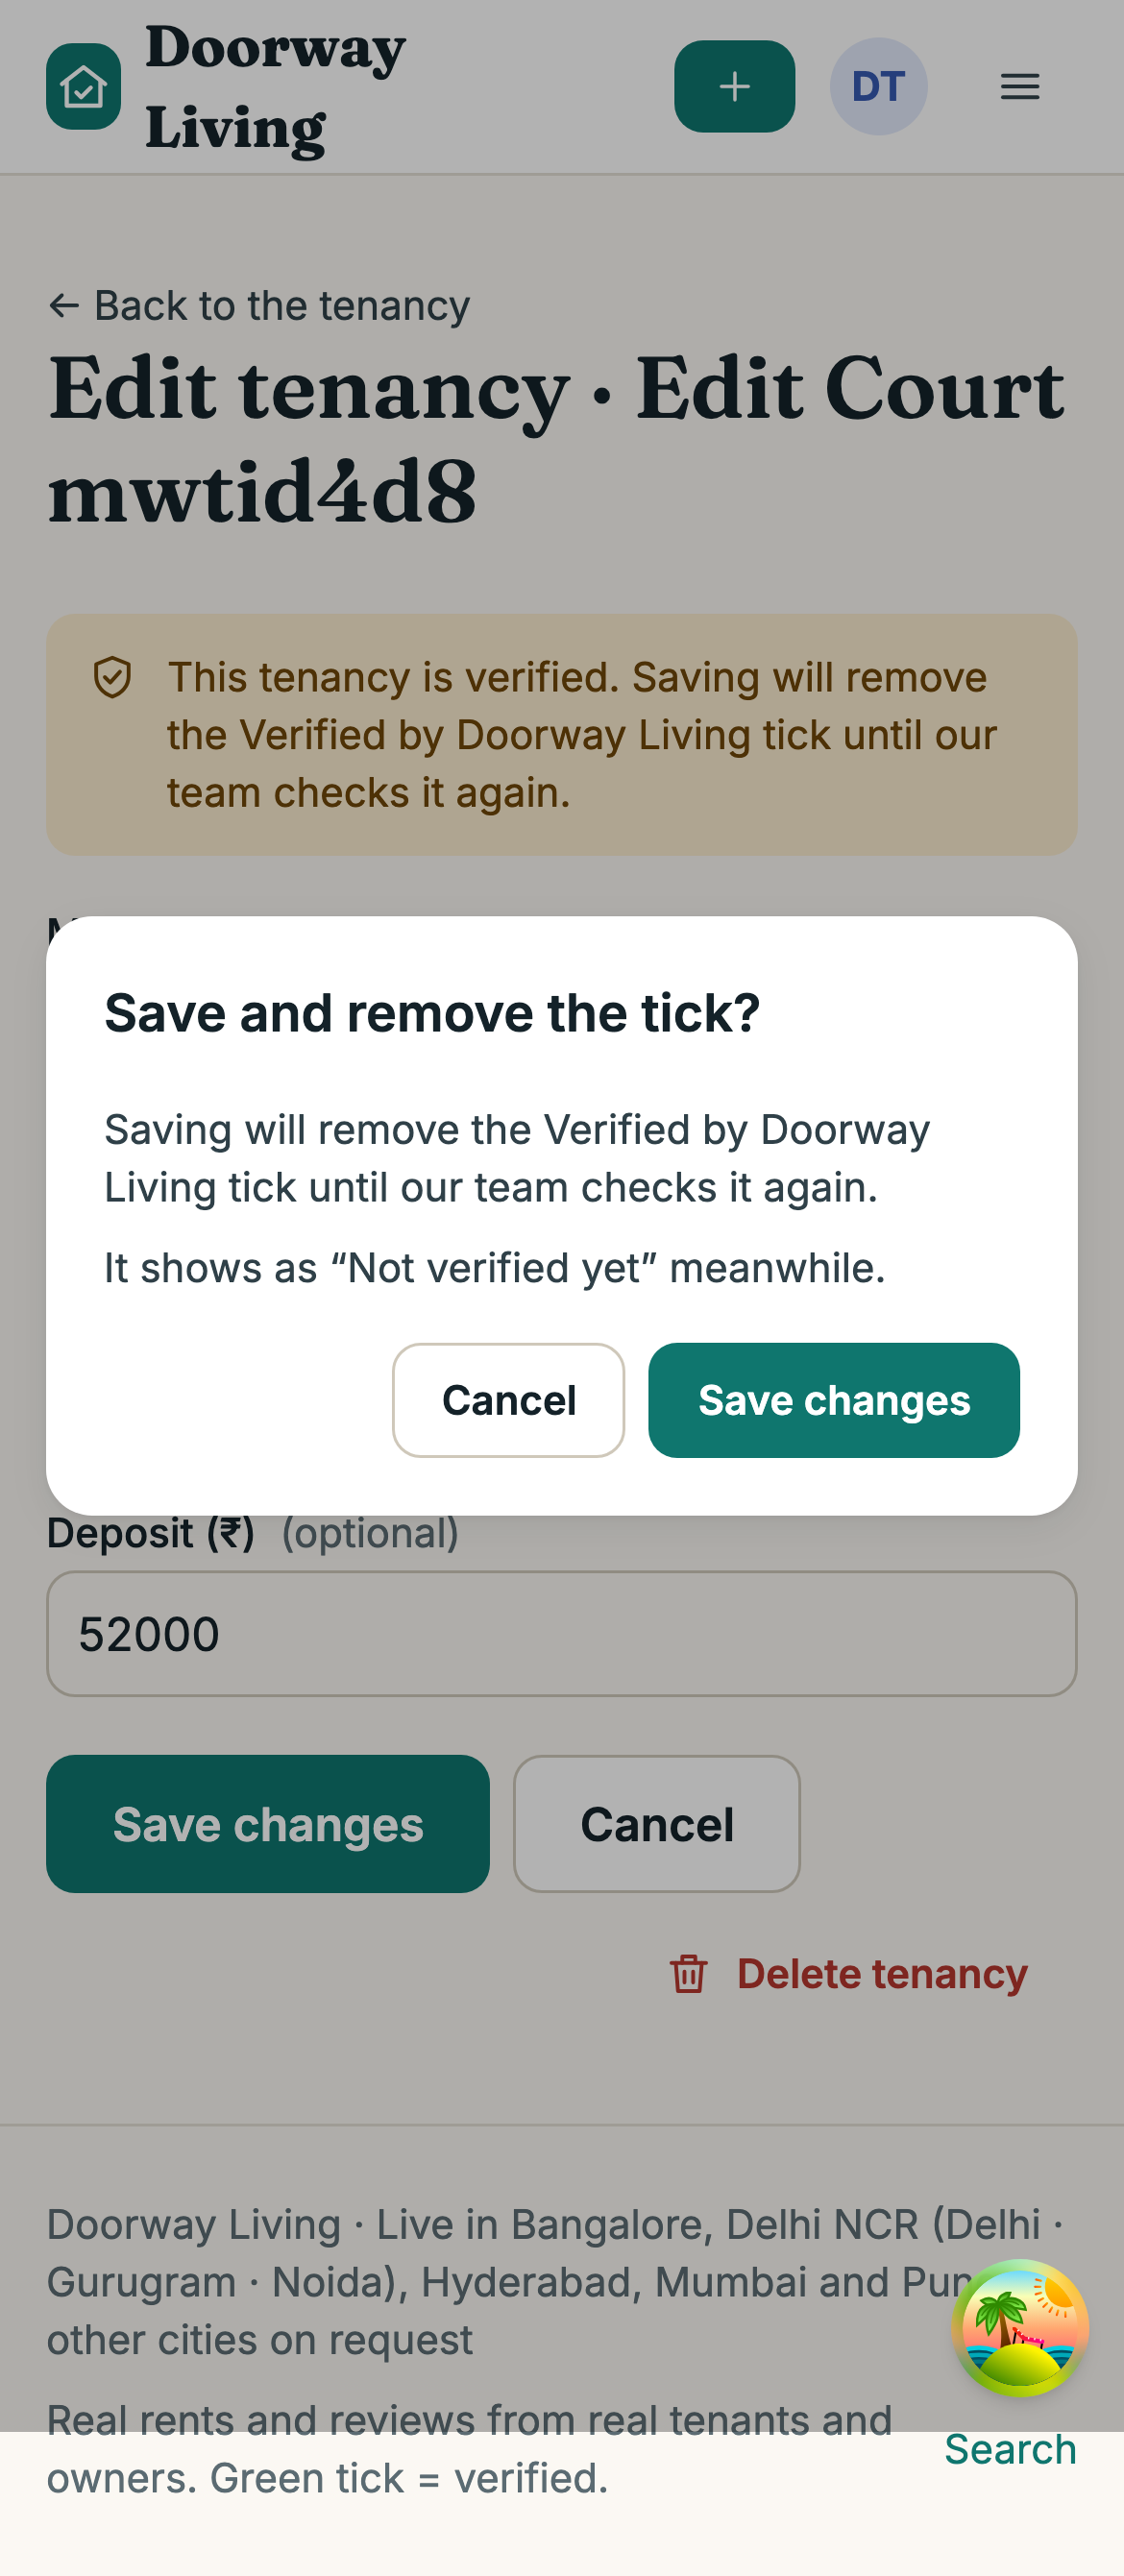 Doorway
Living
DT
← Back to the tenancy
Edit tenancy · Edit Court
mwtid4d8
This tenancy is verified. Saving will remove
the Verified by Doorway Living tick until our
team checks it again.
Save and remove the tick?
Saving will remove the Verified by Doorway
Living tick until our team checks it again.
It shows as “Not verified yet” meanwhile.
Cancel
Save changes
Deposit (₹) (optional)
52000
Save changes
Cancel
Delete tenancy
Doorway Living · Live in Bangalore, Delhi NCR (Delhi ·
Gurugram · Noida), Hyderabad, Mumbai and
other cities on request
Real rents and reviews from real tenants and
owners. Green tick = verified.
Search